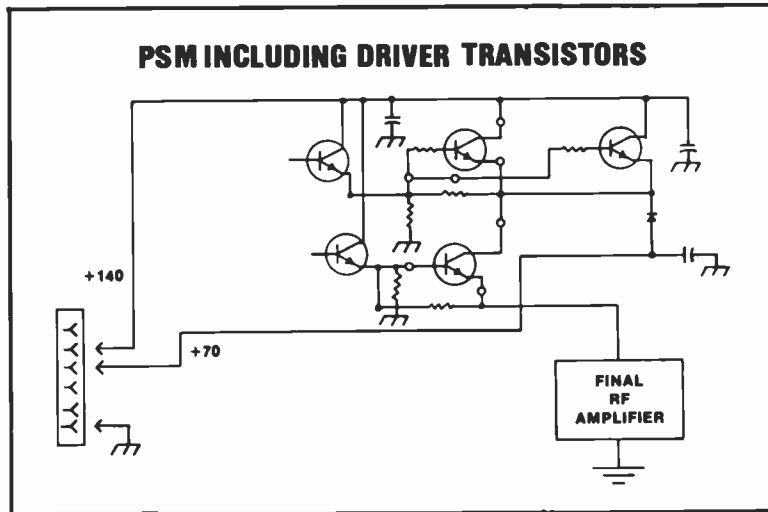 PSM INCLUDING DRIVER TRANSISTORS
+140
+70
FINAL
RF
AMPLIFIER